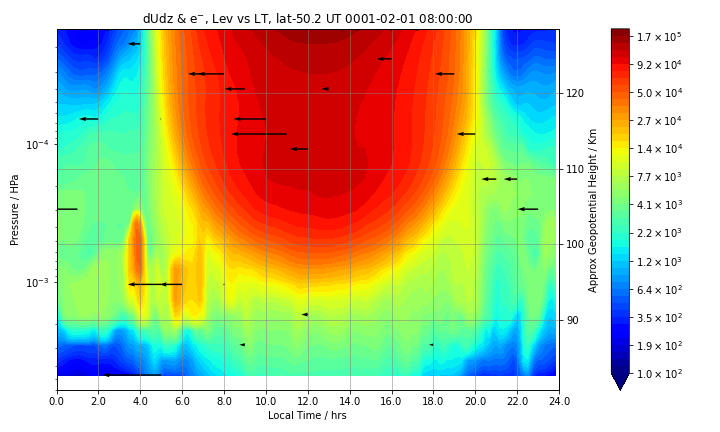 dUdz & e⁻, Lev vs LT, lat-50.2 UT 0001-02-01 08:00:00
Pressure / HPa
10⁻⁴
10⁻³
0.0 2.0 4.0 6.0 8.0 10.0 12.0 14.0 16.0 18.0 20.0 22.0 24.0
Local Time / hrs
120
110
100
90
Approx Geopotential Height / Km
1.7 × 10⁵
9.2 × 10⁴
5.0 × 10⁴
2.7 × 10⁴
1.4 × 10⁴
7.7 × 10³
4.1 × 10³
2.2 × 10³
1.2 × 10³
6.4 × 10²
3.5 × 10²
1.9 × 10²
1.0 × 10²